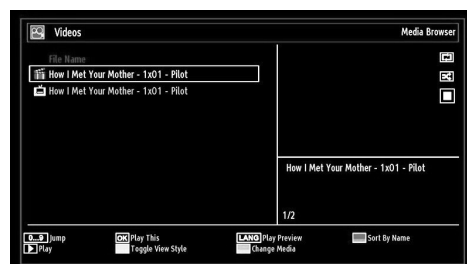 Videos
Media Browser
File Name
How I Met Your Mother - 1x01 - Pilot
How I Met Your Mother - 1x01 - Pilot
How I Met Your Mother - 1x01 - Pilot
1/2
0...9 Jump
OK Play This
LANG Play Preview
Sort By Name
Play
Toggle View Style
Change Media